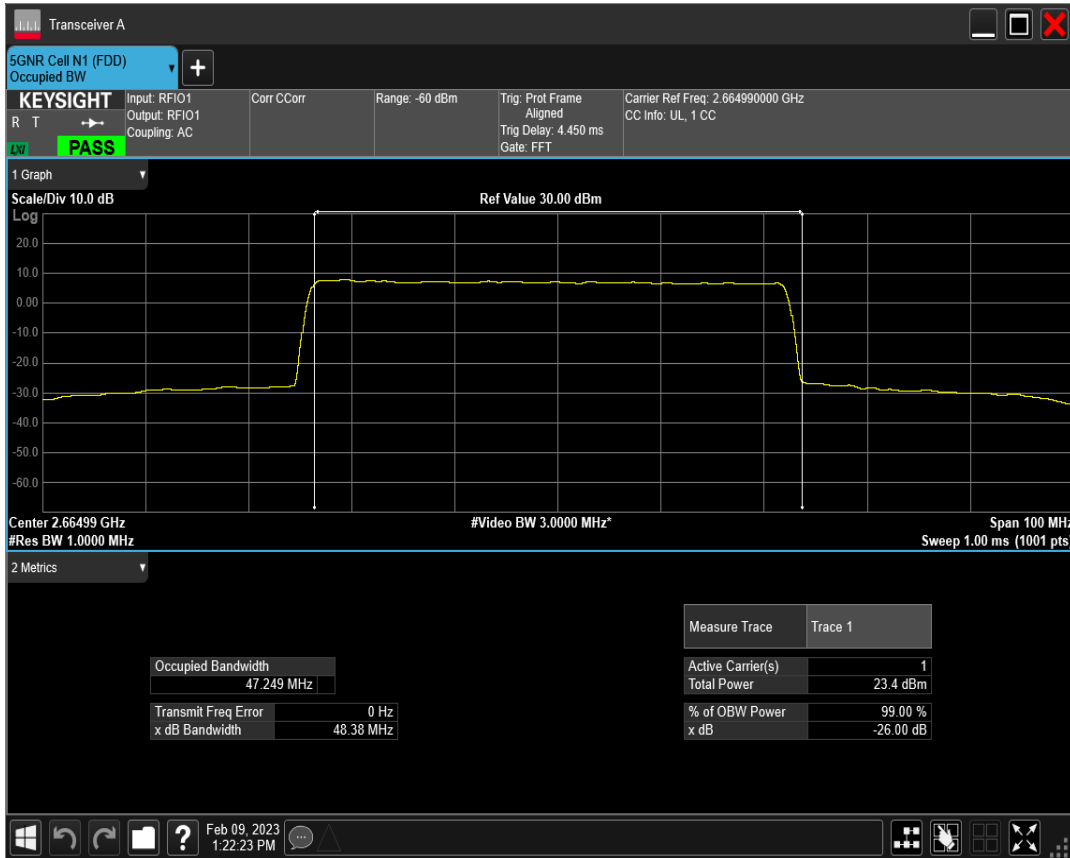 Transceiver A
5GNR Cell N1 (FDD)
Occupied BW
+
KEYSIGHT
R T
LXI
PASS
Input: RFIO1
Output: RFIO1
Coupling: AC
Corr CCorr
Range: -60 dBm
Trig: Prot Frame
Aligned
Trig Delay: 4.450 ms
Gate: FFT
Carrier Ref Freq: 2.664990000 GHz
CC Info: UL, 1 CC
1 Graph
Scale/Div 10.0 dB
Ref Value 30.00 dBm
Log
20.0
10.0
0.00
-10.0
-20.0
-30.0
-40.0
-50.0
-60.0
Center 2.66499 GHz
#Video BW 3.0000 MHz*
Span 100 MHz
#Res BW 1.0000 MHz
Sweep 1.00 ms (1001 pts)
2 Metrics
Measure Trace Trace 1
Occupied Bandwidth
47.249 MHz
Transmit Freq Error 0 Hz
x dB Bandwidth 48.38 MHz
Active Carrier(s) 1
Total Power 23.4 dBm
% of OBW Power 99.00 %
x dB -26.00 dB
?
Feb 09, 2023
1:22:23 PM